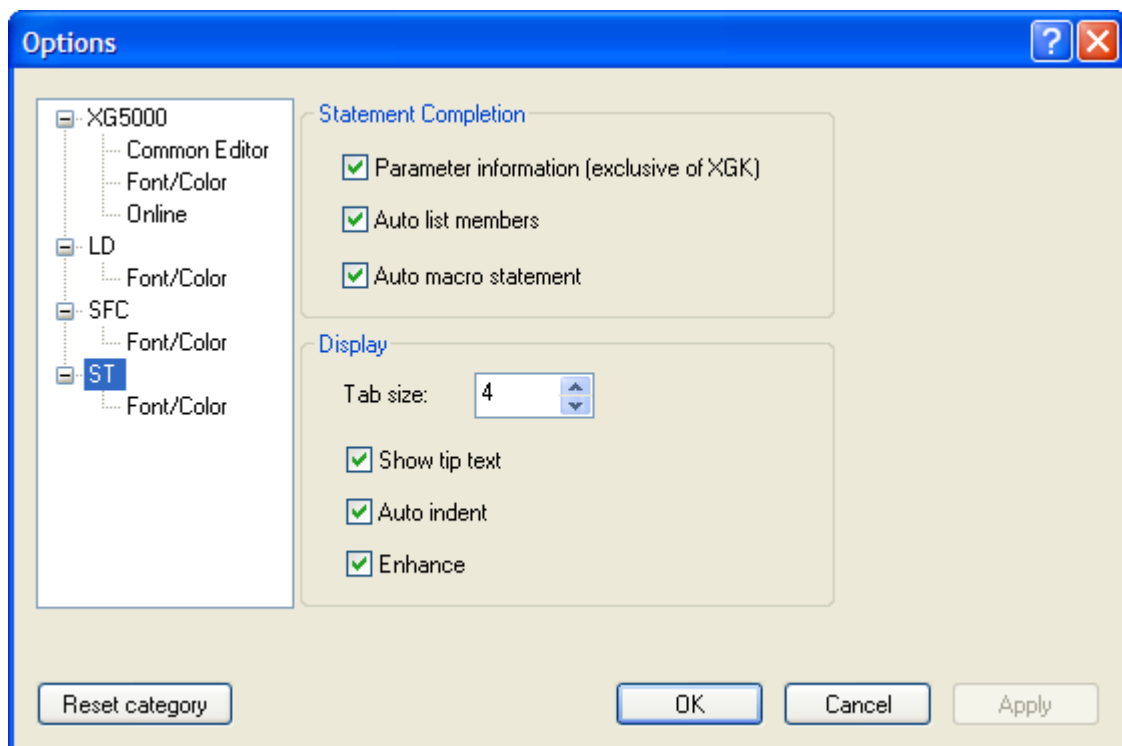 Options
XG5000
Common Editor
Font/Color
Online
LD
Font/Color
SFC
Font/Color
ST
Font/Color
Statement Completion
Parameter information (exclusive of XGK)
Auto list members
Auto macro statement
Display
Tab size: 4
Show tip text
Auto indent
Enhance
Reset category OK Cancel Apply